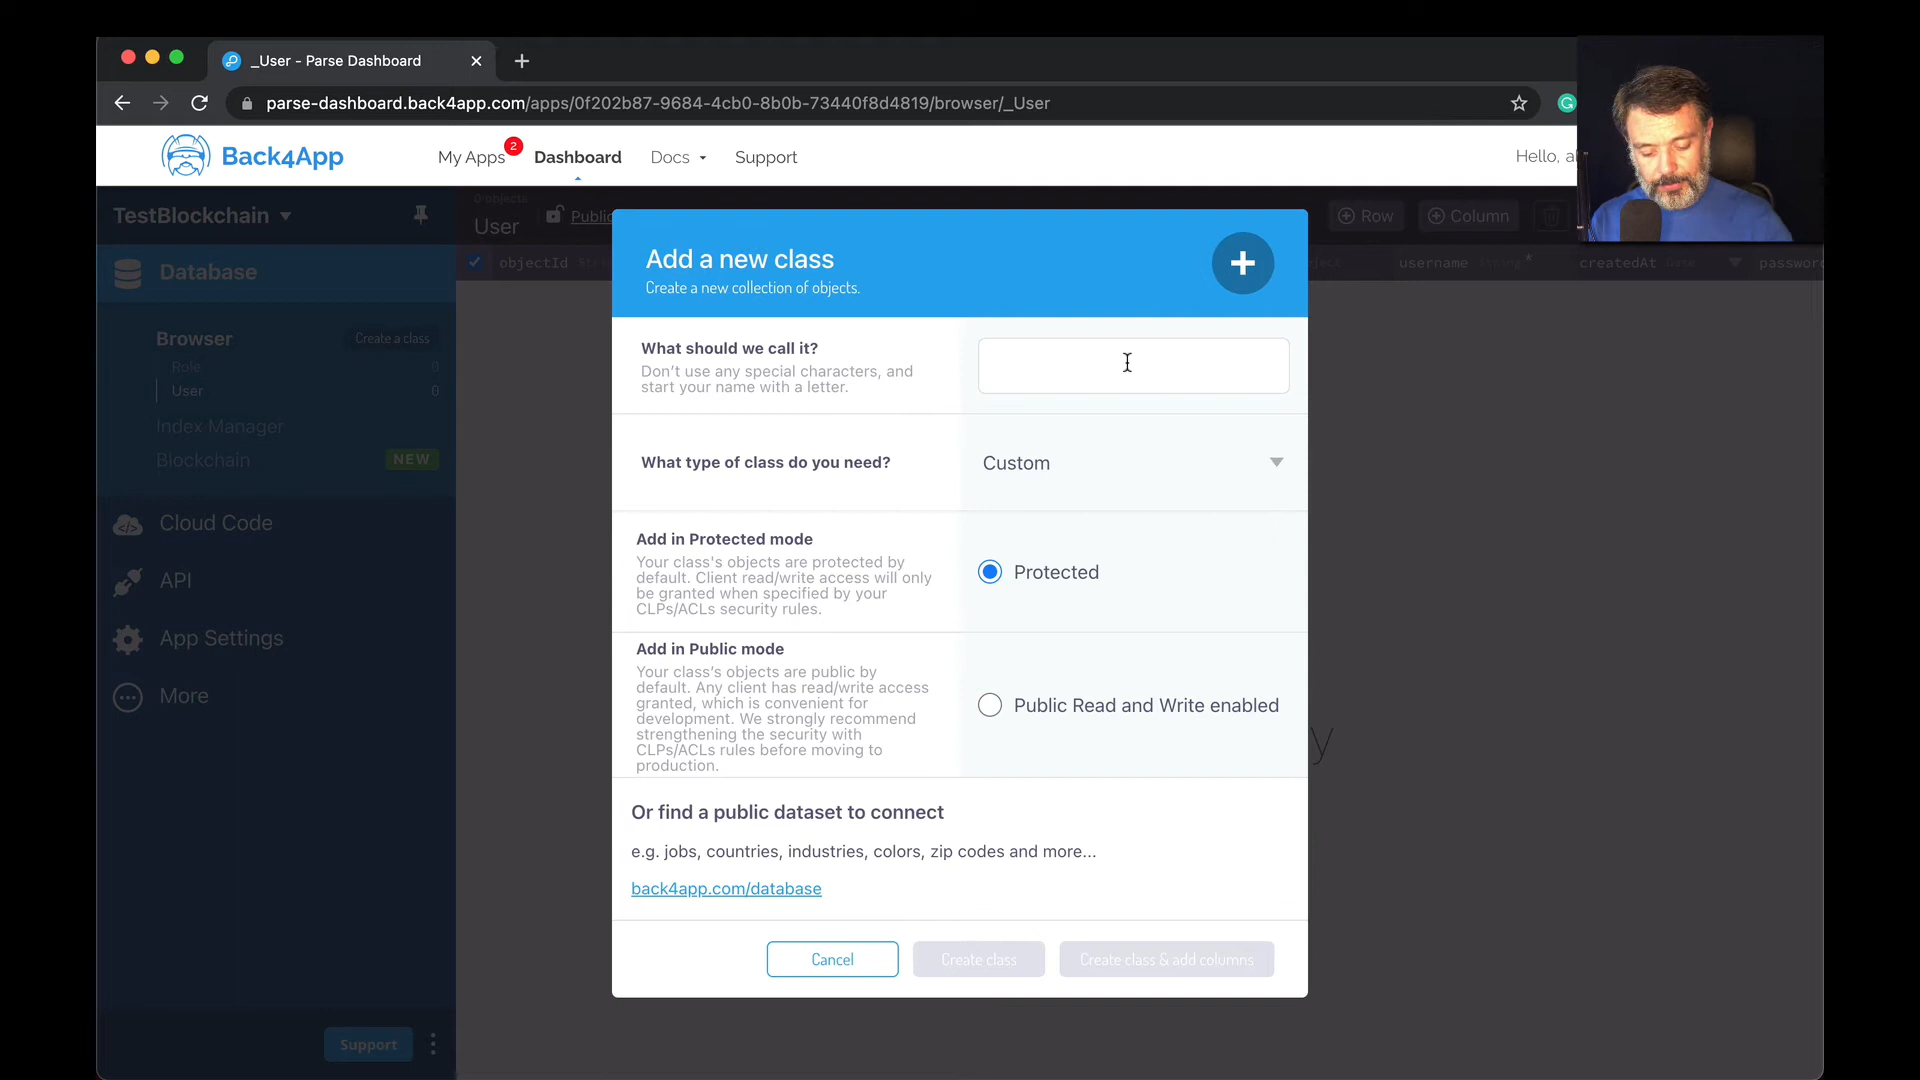 _User - Parse Dashboard
parse-dashboard.back4app.com/apps/0f202b87-9684-4cb0-8b0b-73440f8d4819/browser/_User
Back4App
My Apps 2 Dashboard Docs Support
Hello, al
TestBlockchain
0 objects
User Public
Row Column
objectId String
username String * createdAt Date password
Database
Browser Create a class
Role 0
User 0
Index Manager
Blockchain NEW
Cloud Code
API
App Settings
More
Support
Add a new class
Create a new collection of objects.
What should we call it?
Don't use any special characters, and
start your name with a letter.
What type of class do you need? Custom
Add in Protected mode
Your class's objects are protected by
default. Client read/write access will only
be granted when specified by your
CLPs/ACLs security rules.
Protected
Add in Public mode
Your class's objects are public by
default. Any client has read/write access
granted, which is convenient for
development. We strongly recommend
strengthening the security with
CLPs/ACLs rules before moving to
production.
Public Read and Write enabled
Or find a public dataset to connect
e.g. jobs, countries, industries, colors, zip codes and more...
back4app.com/database
Cancel Create class Create class & add columns